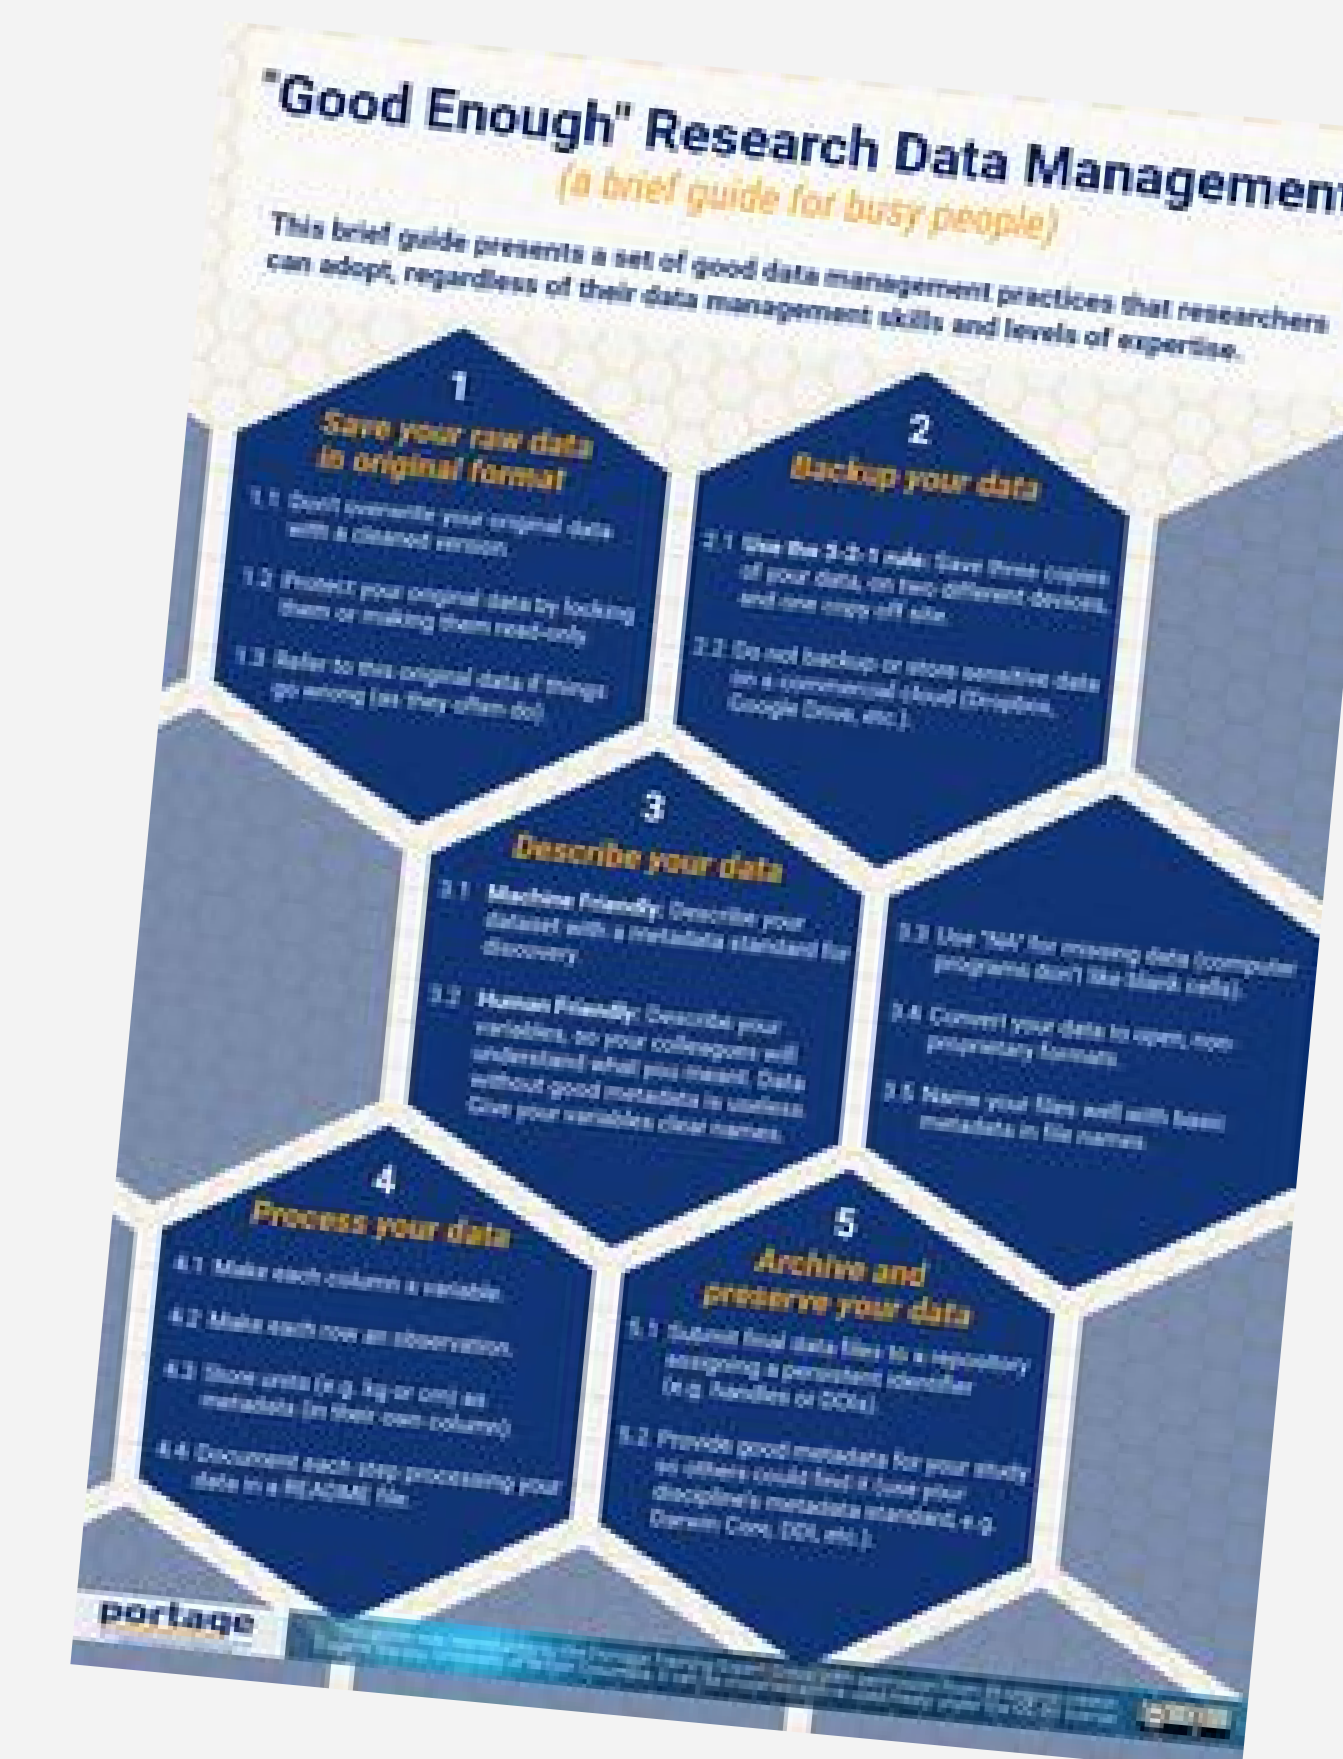 "Good Enough" Research Data Managemen
(a brief guide for busy people)
This brief guide presents a set of good data management practices that researchers
can adopt, regardless of their data management skills and levels of expertise.
1
Save your raw data
in original format
1.1 Don't overwrite your original data
with a cleaned version.
1.2 Protect your original data by locking
them or making them read-only.
1.3 Refer to this original data if things
go wrong (as they often do).
2
Backup your data
2.1 Use the 3-2-1 rule: Save three copies
of your data, on two different devices,
and one copy off site.
2.2 Do not backup or store sensitive data
on a commercial cloud (Dropbox,
Google Drive, etc.).
3
Describe your data
3.1 Machine Friendly: Describe your
dataset with a metadata standard for
discovery.
3.2 Human Friendly: Describe your
variables, so your colleagues will
understand what you meant. Data
without good metadata is useless.
Give your variables clear names.
3.3 Use "NA" for missing data (computer
programs don't like blank cells).
3.4 Convert your data to open, non-
proprietary formats.
3.5 Name your files well with basic
metadata in file names.
4
Process your data
4.1 Make each column a variable.
4.2 Make each row an observation.
4.3 Store units (e.g. kg or cm) as
metadata (in their own column).
4.4 Document each step processing your
data in a README file.
5
Archive and
preserve your data
5.1 Submit final data files to a repository
assigning a persistent identifier
(e.g. handles or DOIs).
5.2 Provide good metadata for your study
so others could find it (use your
discipline's metadata standard, e.g.
Darwin Core, DDI, etc.).
portage